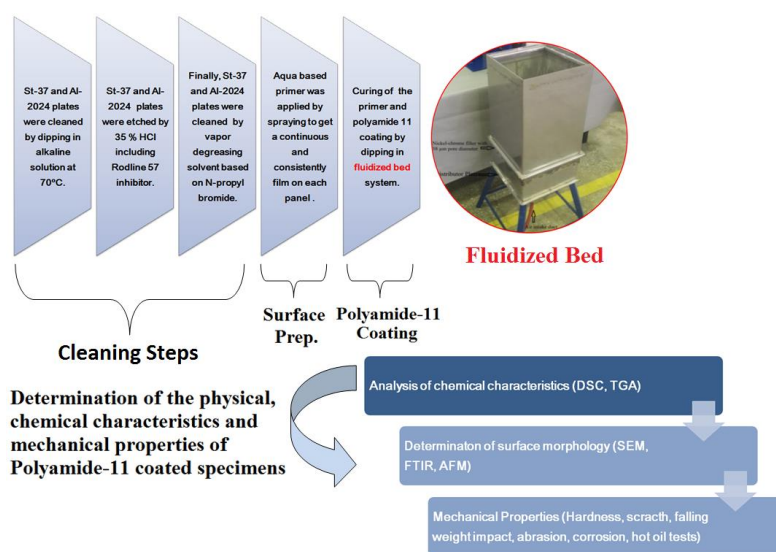 St-37 and Al-
2024 plates
were cleaned
by dipping in
alkaline
solution at
70ºC.
St-37 and Al-
2024 plates
were etched by
35 % HCl
including
Rodline 57
inhibitor.
Finally, St-37
and Al-2024
plates were
cleaned by
vapor
degreasing
solvent based
on N-propyl
bromide.
Aqua based
primer was
applied by
spraying to get
a continuous
and
consistently
film on each
panel .
Curing of the
primer and
polyamide 11
coating by
dipping in
fluidized bed
system.
Fluidized Bed
Cleaning Steps
Surface
Prep.
Polyamide-11
Coating
Determination of the physical,
chemical characteristics and
mechanical properties of
Polyamide-11 coated specimens
Analysis of chemical characteristics (DSC, TGA)
Determinaton of surface morphology (SEM,
FTIR, AFM)
Mechanical Properties (Hardness, scracth, falling
weight impact, abrasion, corrosion, hot oil tests)